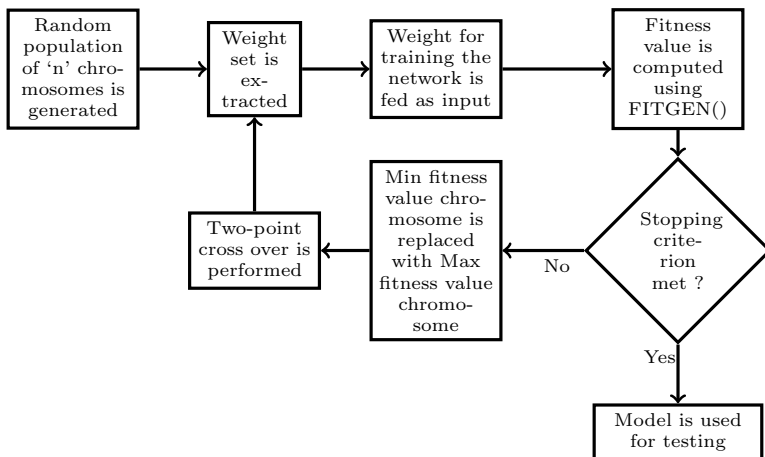 Random
population
of ‘n’ chro-
mosomes is
generated
Weight
set is
ex-
tracted
Weight for
training the
network is
fed as input
Fitness
value is
computed
using
FITGEN()
Stopping
crite-
rion
met ?
No
Min fitness
value chro-
mosome is
replaced
with Max
fitness value
chromo-
some
Two-point
cross over is
performed
Yes
Model is used
for testing